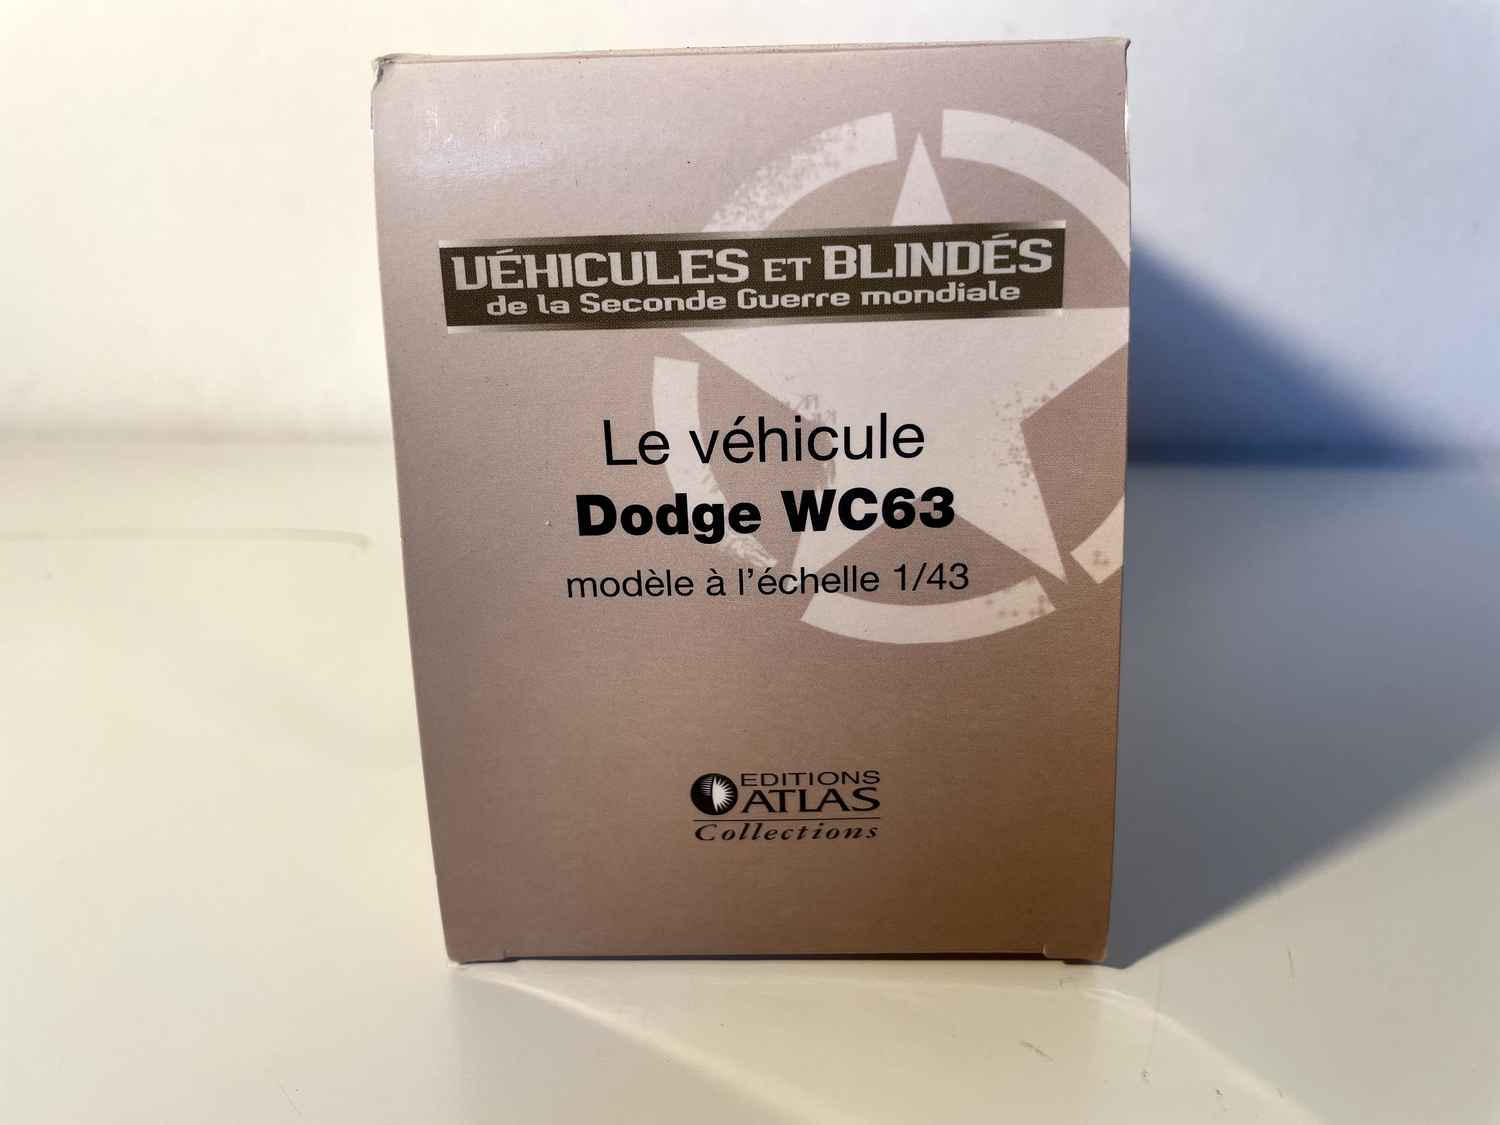 VÉHICULES ET BLINDÉS
de la Seconde Guerre mondiale
Le véhicule
Dodge WC63
modèle à l'échelle 1/43
EDITIONS
ATLAS
Collections